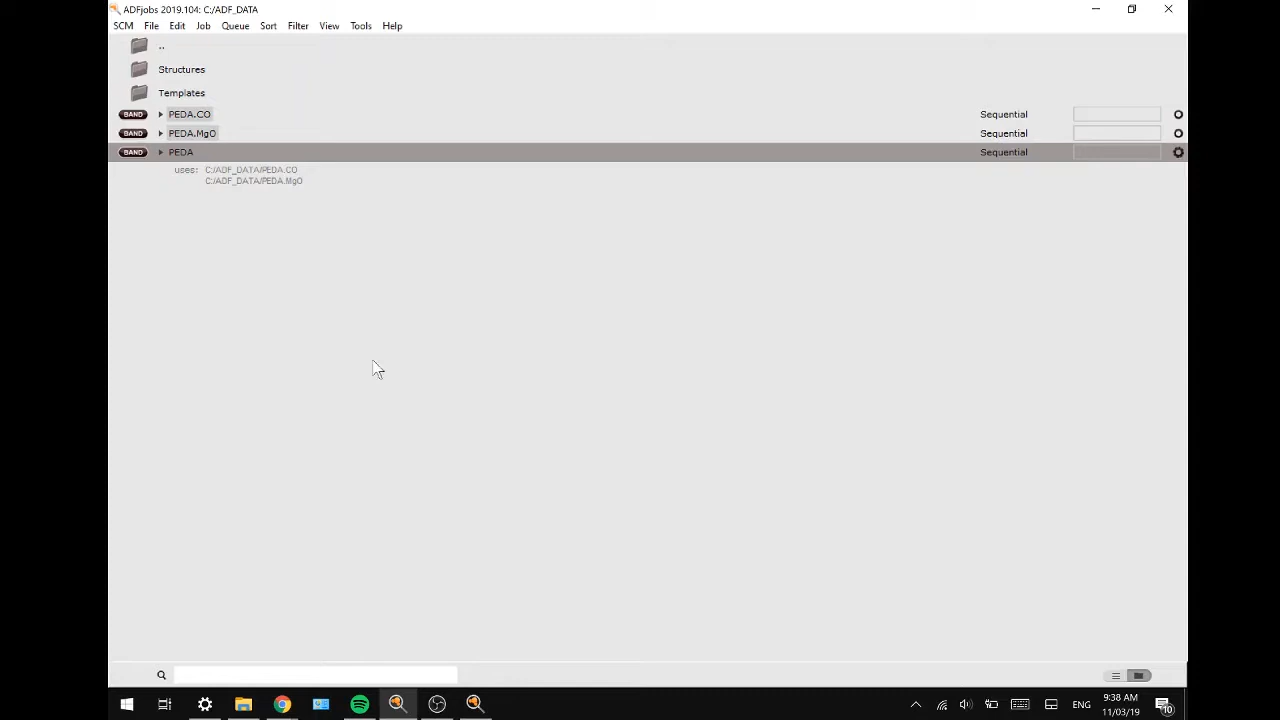 ADFjobs 2019.104: C:/ADF_DATA
SCM File Edit Job Queue Sort Filter View Tools Help
..
Structures
Templates
BAND PEDA.CO Sequential
BAND PEDA.MgO Sequential
BAND PEDA Sequential
uses: C:/ADF_DATA/PEDA.CO
C:/ADF_DATA/PEDA.MgO
ENG
9:38 AM
11/03/19
10